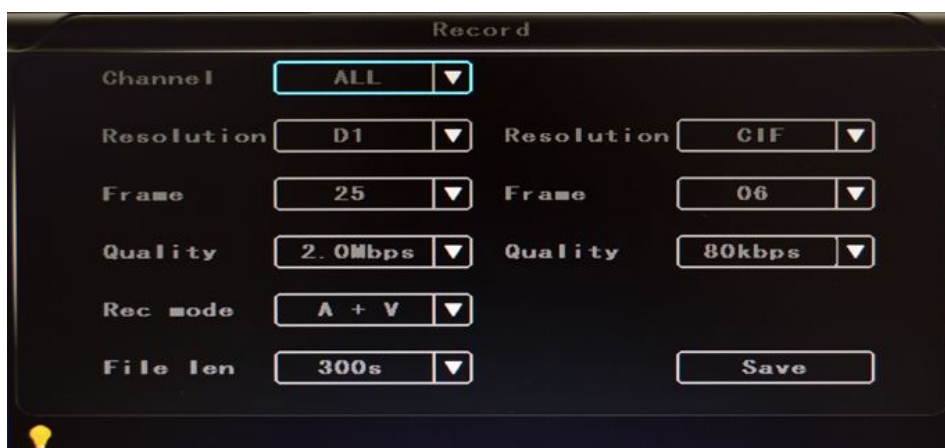 Record
Channel ALL
Resolution D1 Resolution CIF
Frame 25 Frame 06
Quality 2.0Mbps Quality 80kbps
Rec mode A + V
File len 300s Save